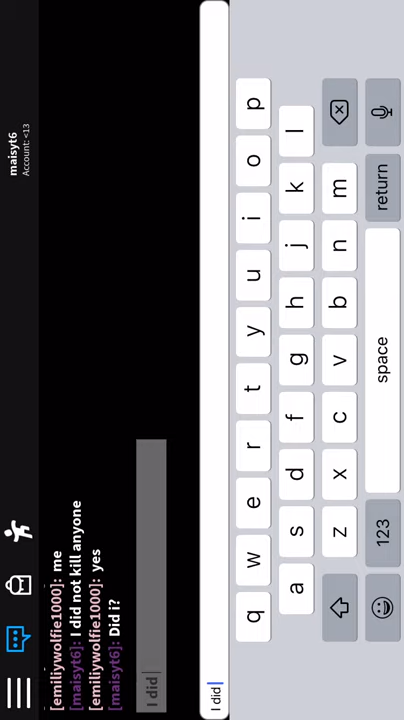 maisyt6
Account: <13
[emiliywolfie1000]: me
[maisyt6]: I did not kill anyone
[emiliywolfie1000]: yes
[maisyt6]: Did i?
I did
I did
q w e r t y u i o p
a s d f g h j k l
z x c v b n m
123 space return